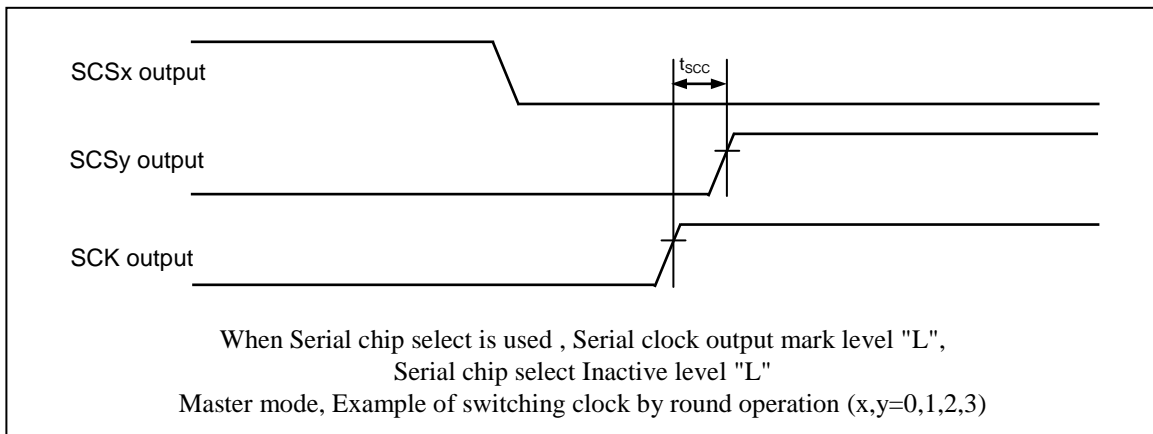 SCSx output
tSCC
SCSy output
SCK output
When Serial chip select is used , Serial clock output mark level "L",
Serial chip select Inactive level "L"
Master mode, Example of switching clock by round operation (x,y=0,1,2,3)